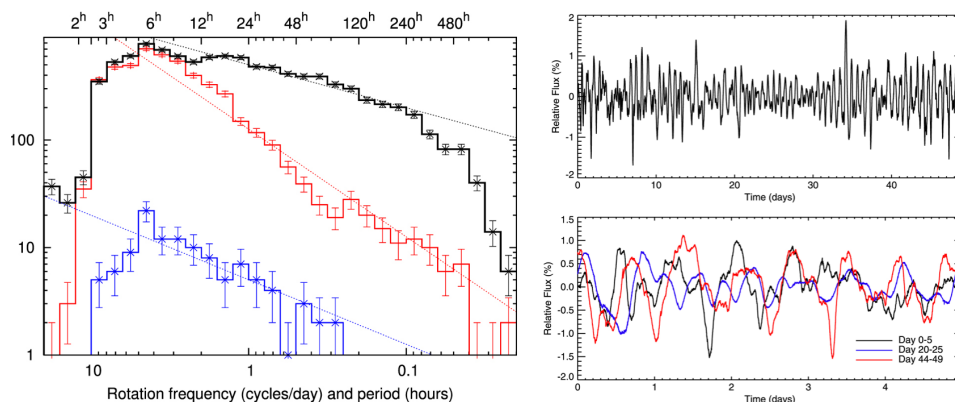 2h 3h 6h 12h 24h 48h 120h 240h 480h
100
10
1
10 1 0.1
Rotation frequency (cycles/day) and period (hours)
Relative Flux (%)
2
1
0
-1
-2
0 10 20 30 40
Time (days)
Relative Flux (%)
1.5
1.0
0.5
0.0
-0.5
-1.0
-1.5
-2.0
Day 0-5
Day 20-25
Day 44-49
0 1 2 3 4
Time (days)